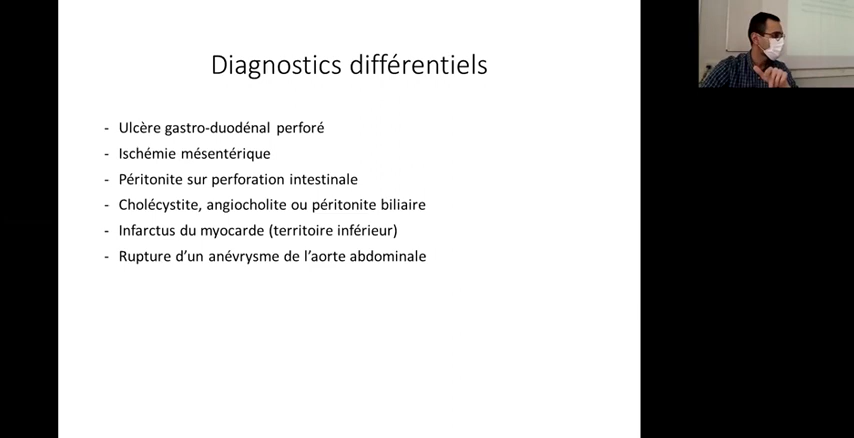 Diagnostics différentiels
- Ulcère gastro-duodénal perforé
- Ischémie mésentérique
- Péritonite sur perforation intestinale
- Cholécystite, angiocholite ou péritonite biliaire
- Infarctus du myocarde (territoire inférieur)
- Rupture d’un anévrysme de l’aorte abdominale